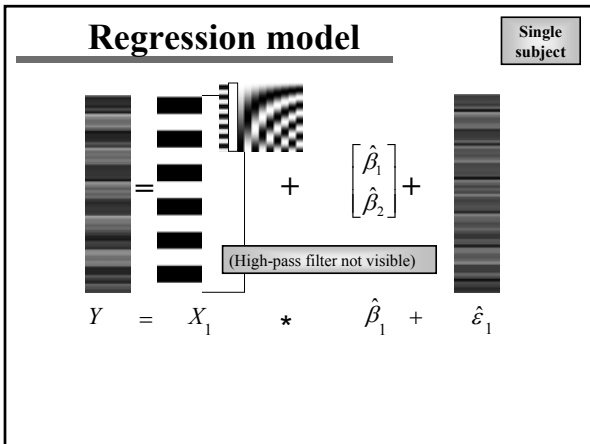 Regression model
Single
subject
= + [β̂₁ β̂₂] +
(High-pass filter not visible)
Y = X₁ * β̂₁ + ε̂₁